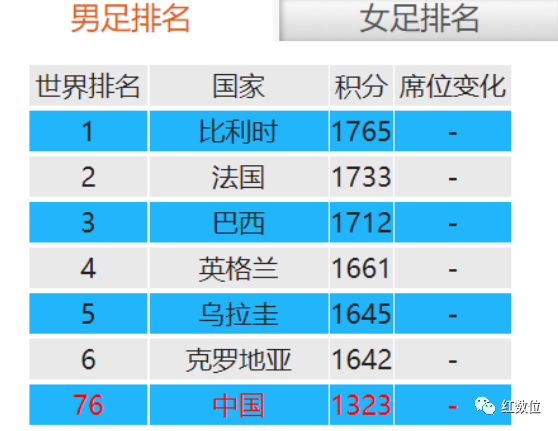 男足排名 女足排名
世界排名 国家 积分 席位变化
1 比利时 1765 -
2 法国 1733 -
3 巴西 1712 -
4 英格兰 1661 -
5 乌拉圭 1645 -
6 克罗地亚 1642 -
76 中国 1323 -
红数位